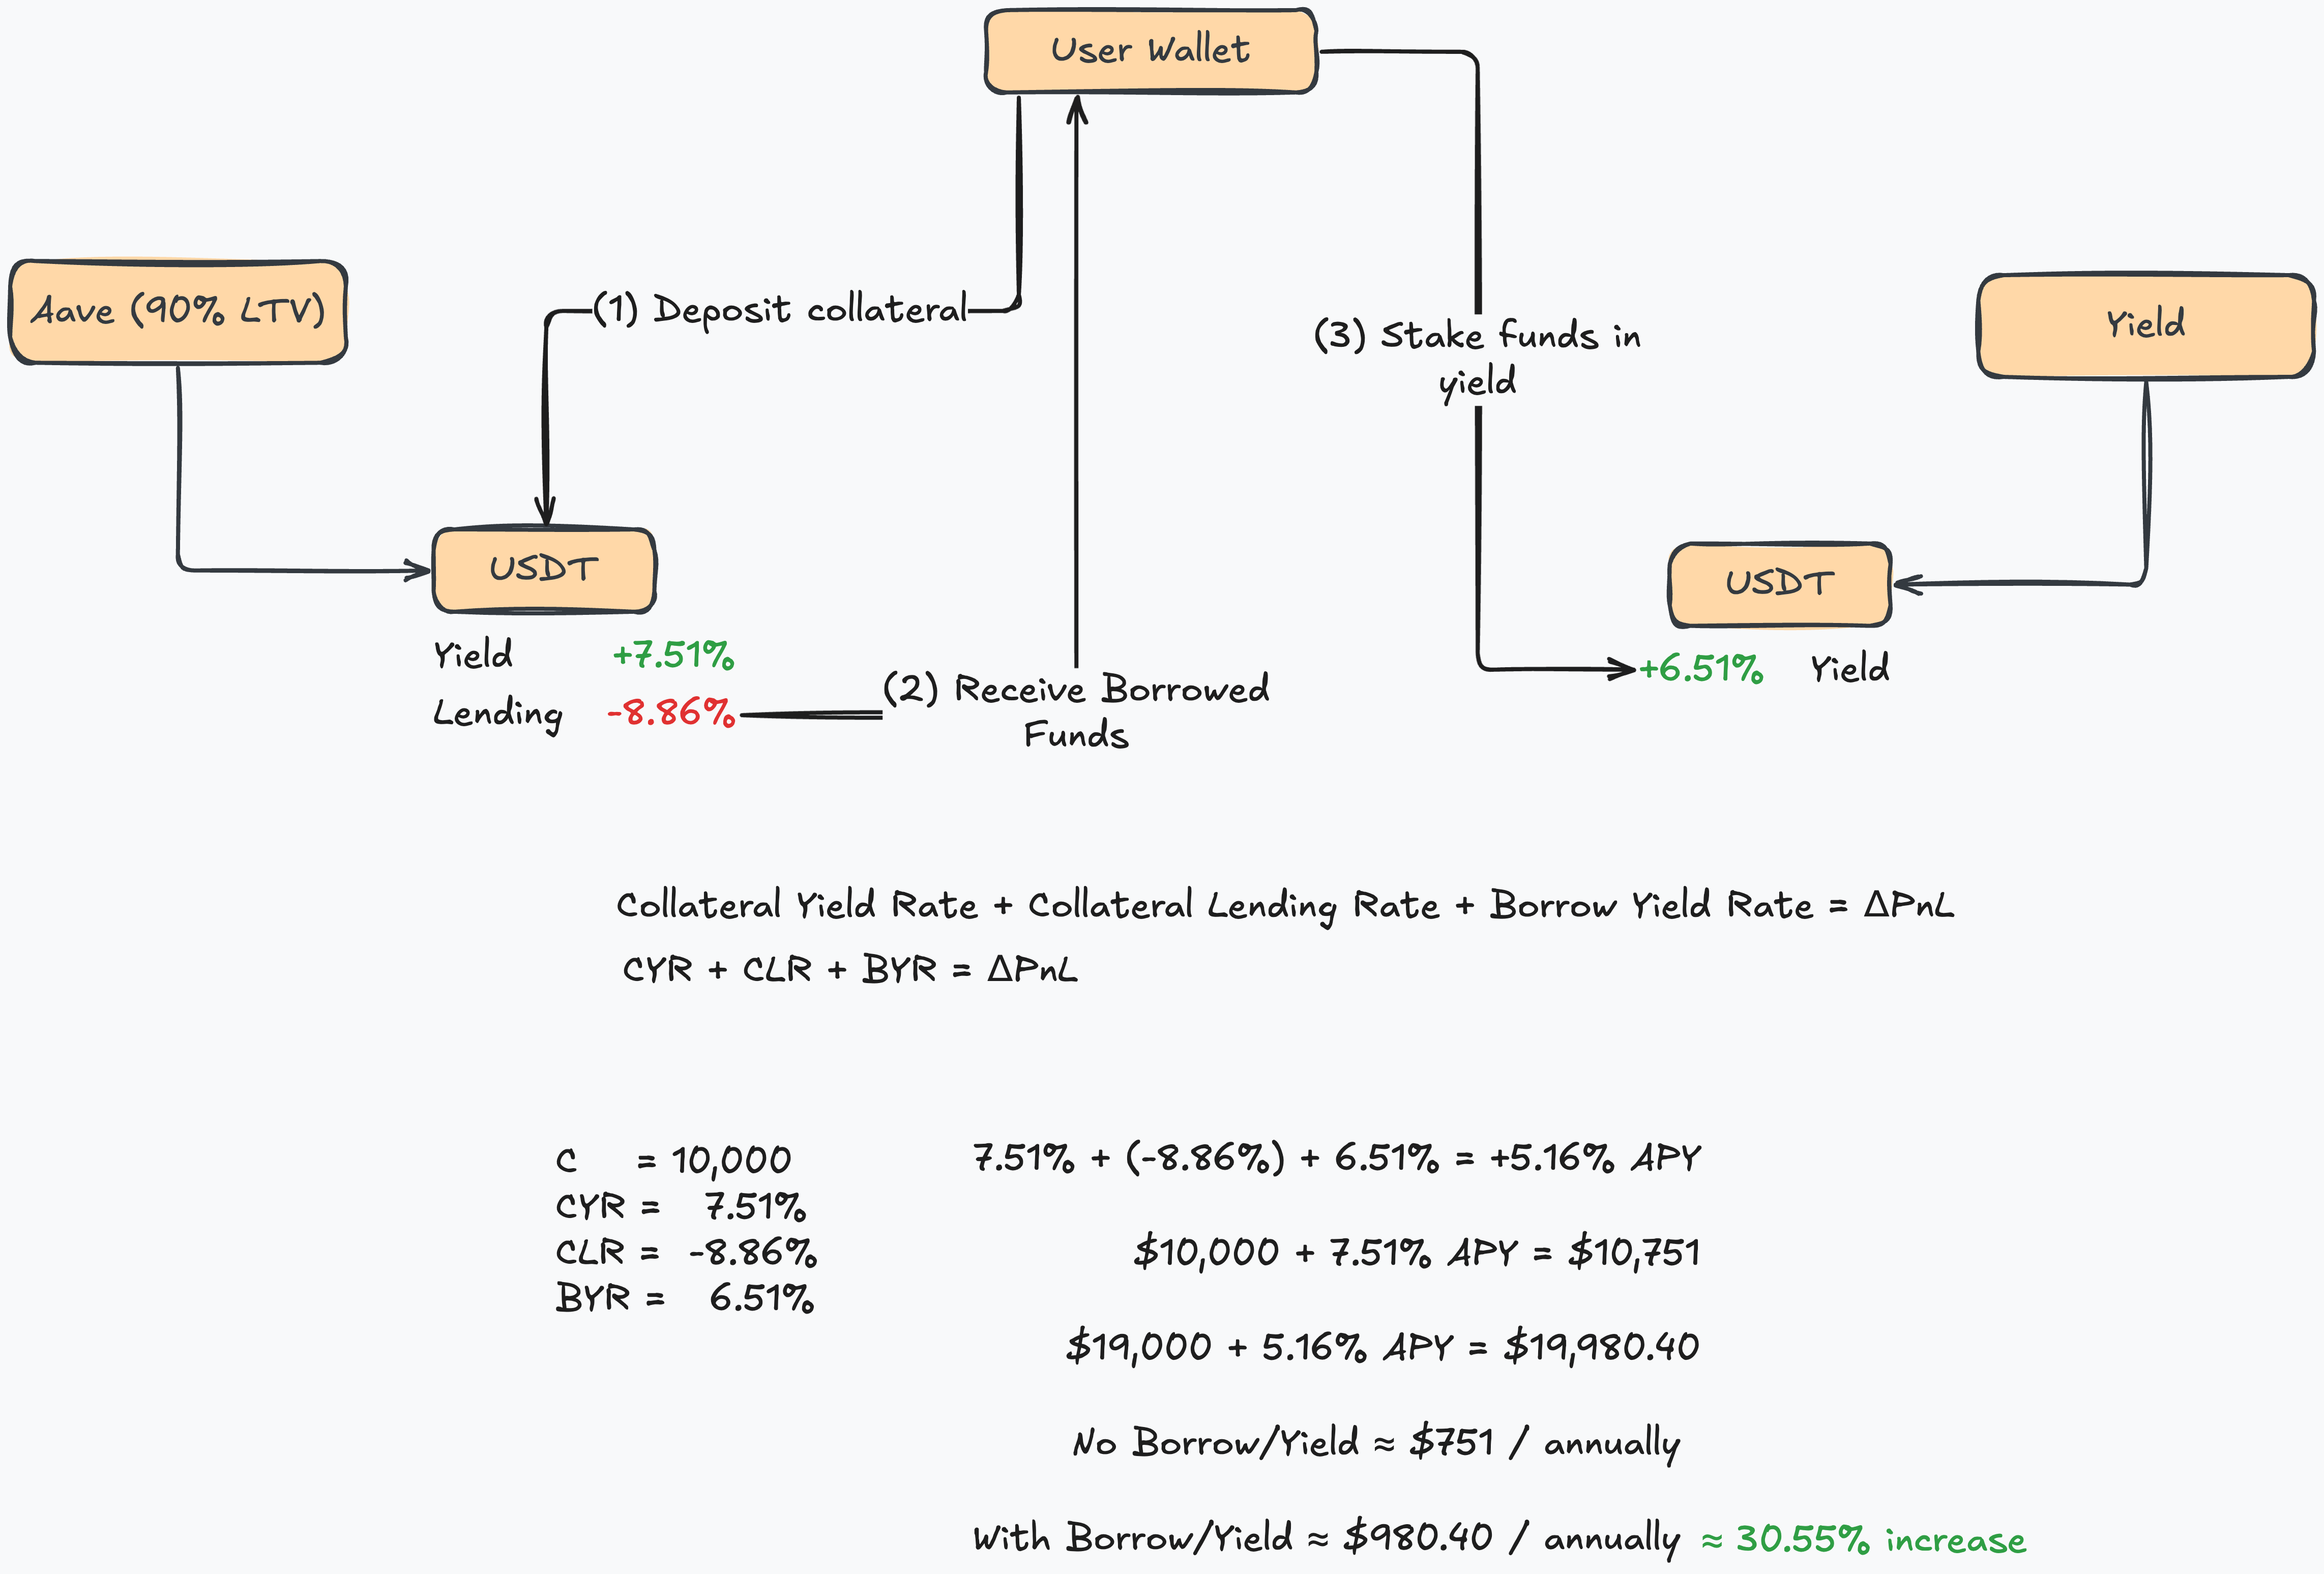 User Wallet
Aave (90% LTV)
(1) Deposit collateral
(3) Stake funds in
yield
Yield
USDT
Yield +7.51%
Lending -8.86%
(2) Receive Borrowed
Funds
USDT
+6.51% Yield
Collateral Yield Rate + Collateral Lending Rate + Borrow Yield Rate = ΔPnL
CYR + CLR + BYR = ΔPnL
C = 10,000
CYR = 7.51%
CLR = -8.86%
BYR = 6.51%
7.51% + (-8.86%) + 6.51% = +5.16% APY
$10,000 + 7.51% APY = $10,751
$19,000 + 5.16% APY = $19,980.40
No Borrow/Yield ≈ $751 / annually
With Borrow/Yield ≈ $980.40 / annually ≈ 30.55% increase